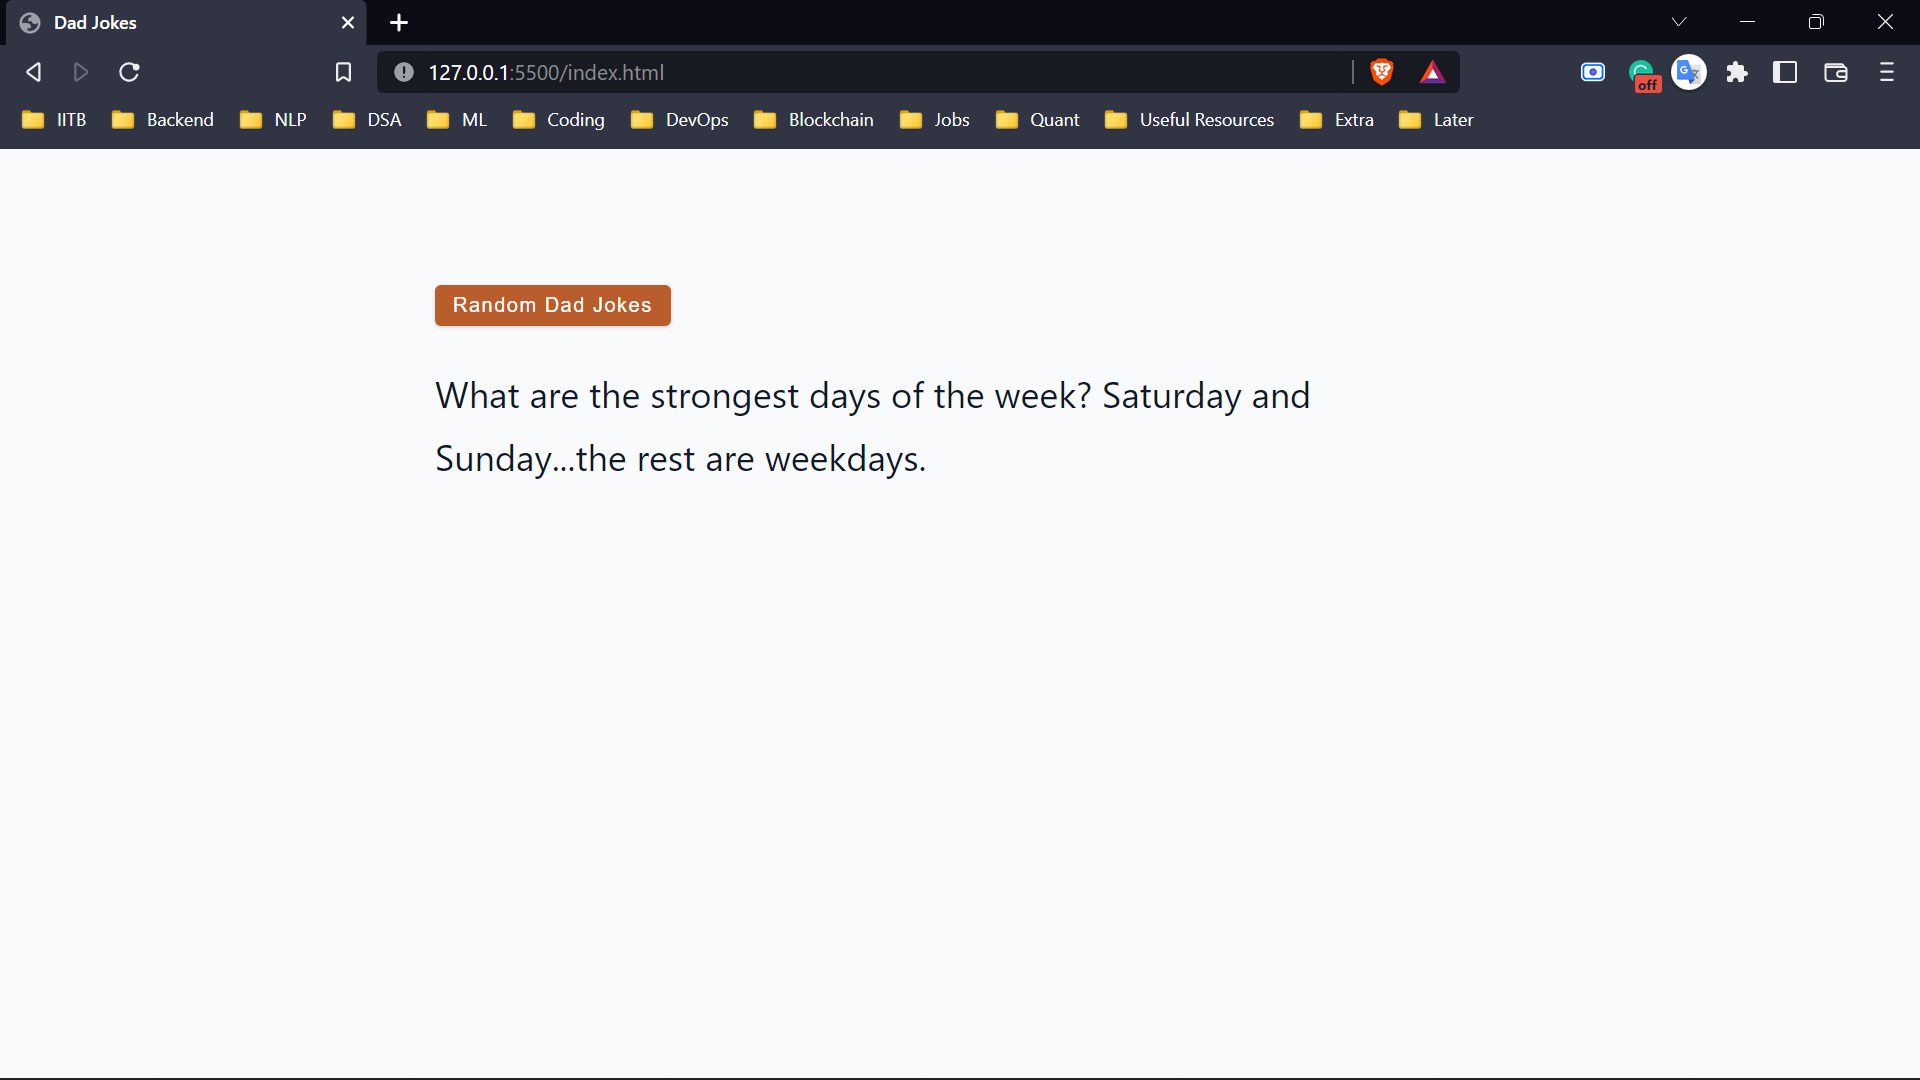 Dad Jokes
127.0.0.1:5500/index.html
off
IITB Backend NLP DSA ML Coding DevOps Blockchain Jobs Quant Useful Resources Extra Later
Random Dad Jokes
What are the strongest days of the week? Saturday and
Sunday...the rest are weekdays.